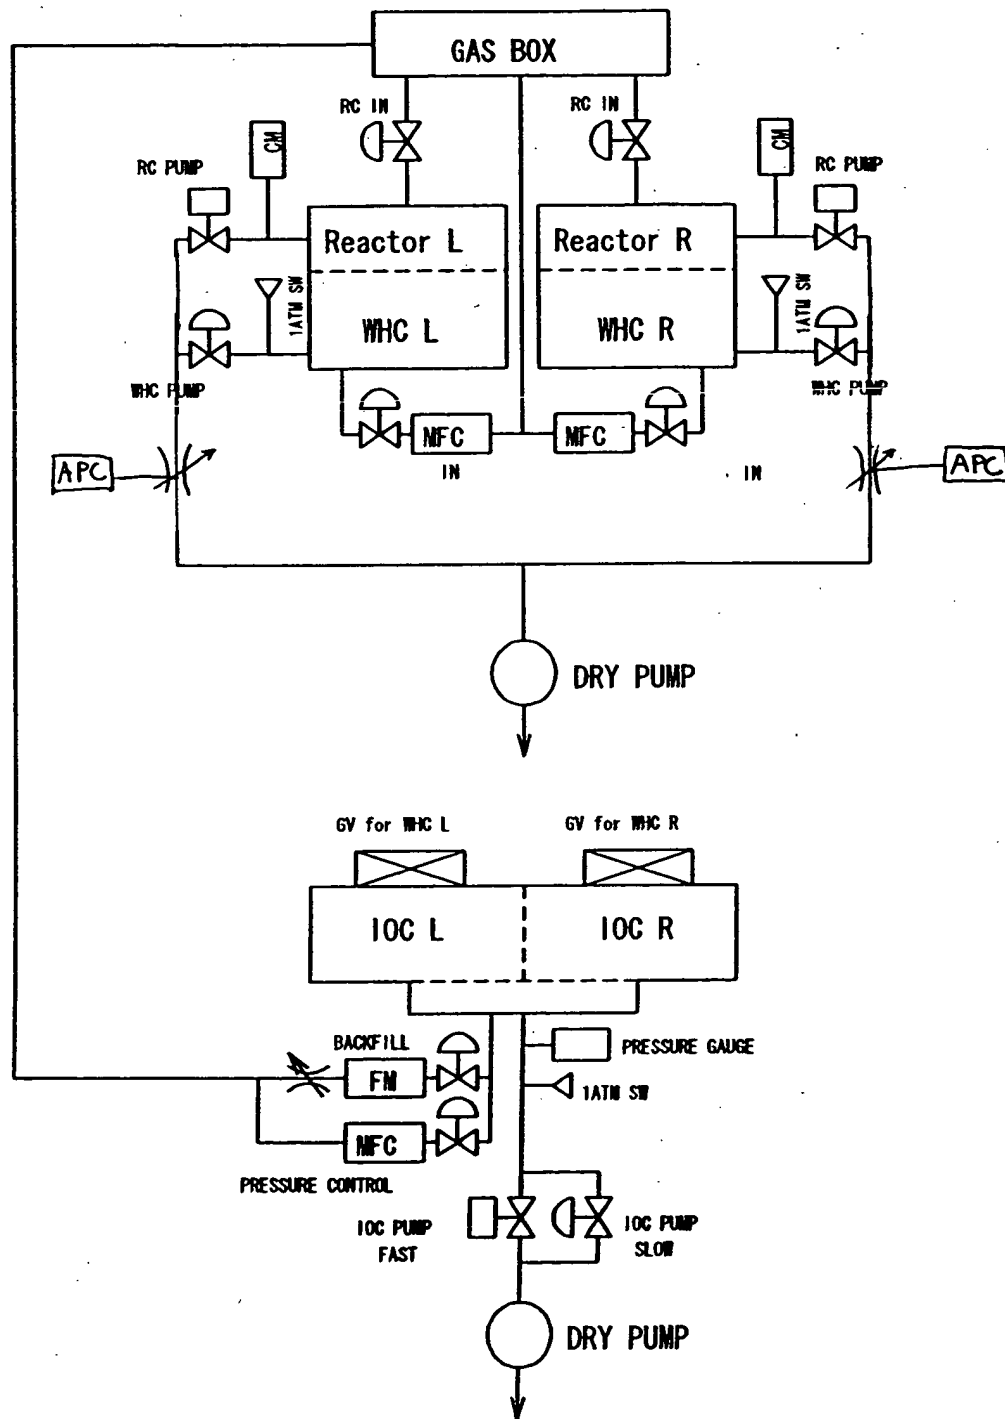 GAS BOX
RC IN
RC IN
CM
CM
RC PUMP
RC PUMP
Reactor L
Reactor R
1ATM SW
1ATM SW
WHC L
WHC R
WHC PUMP
WHC PUMP
MFC
MFC
IN
IN
APC
APC
DRY PUMP
GV for WHC L
GV for WHC R
IOC L
IOC R
BACKFILL
PRESSURE GAUGE
FM
1ATM SW
MFC
PRESSURE CONTROL
IOC PUMP
FAST
IOC PUMP
SLOW
DRY PUMP